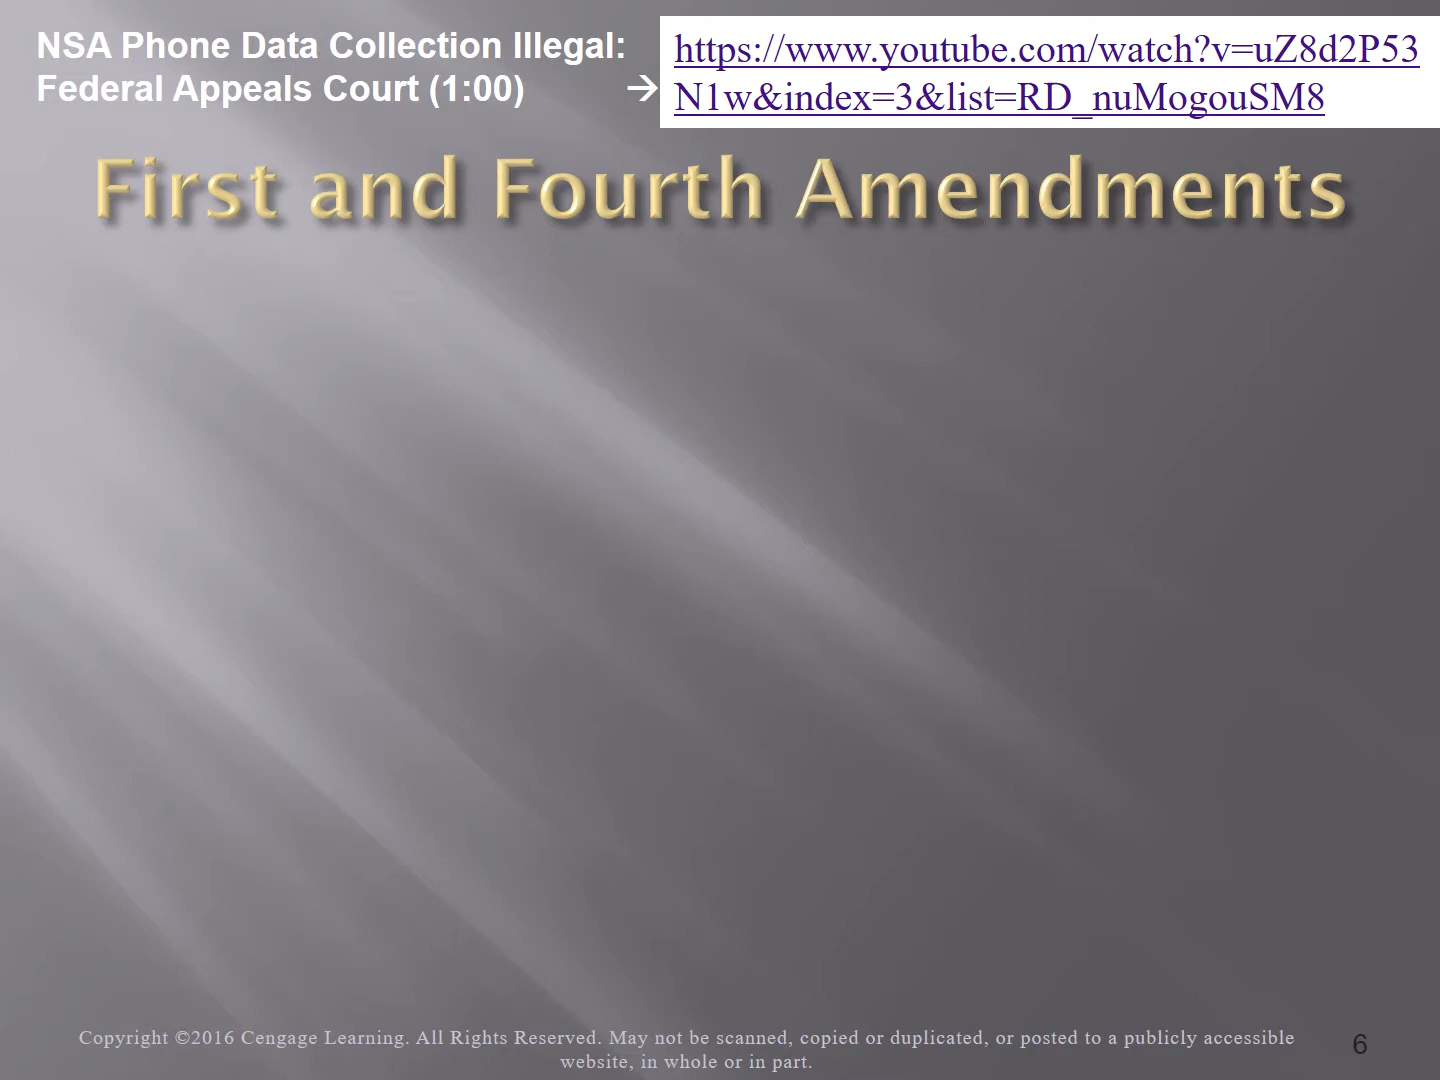 NSA Phone Data Collection Illegal:
Federal Appeals Court (1:00) →
https://www.youtube.com/watch?v=uZ8d2P53
N1w&index=3&list=RD_nuMogouSM8
First and Fourth Amendments
Copyright ©2016 Cengage Learning. All Rights Reserved. May not be scanned, copied or duplicated, or posted to a publicly accessible
website, in whole or in part.
6